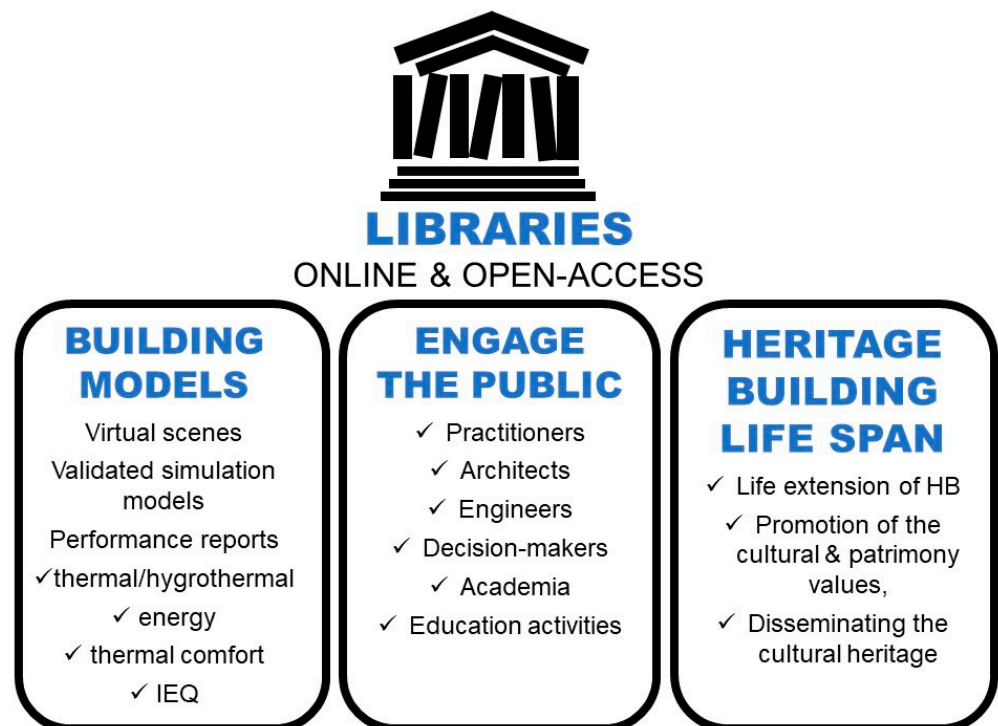 LIBRARIES
ONLINE & OPEN-ACCESS
BUILDING
MODELS
Virtual scenes
Validated simulation
models
Performance reports
✓thermal/hygrothermal
✓ energy
✓ thermal comfort
✓ IEQ
ENGAGE
THE PUBLIC
✓ Practitioners
✓ Architects
✓ Engineers
✓ Decision-makers
✓ Academia
✓ Education activities
HERITAGE
BUILDING
LIFE SPAN
✓ Life extension of HB
✓ Promotion of the
cultural & patrimony
values,
✓ Disseminating the
cultural heritage